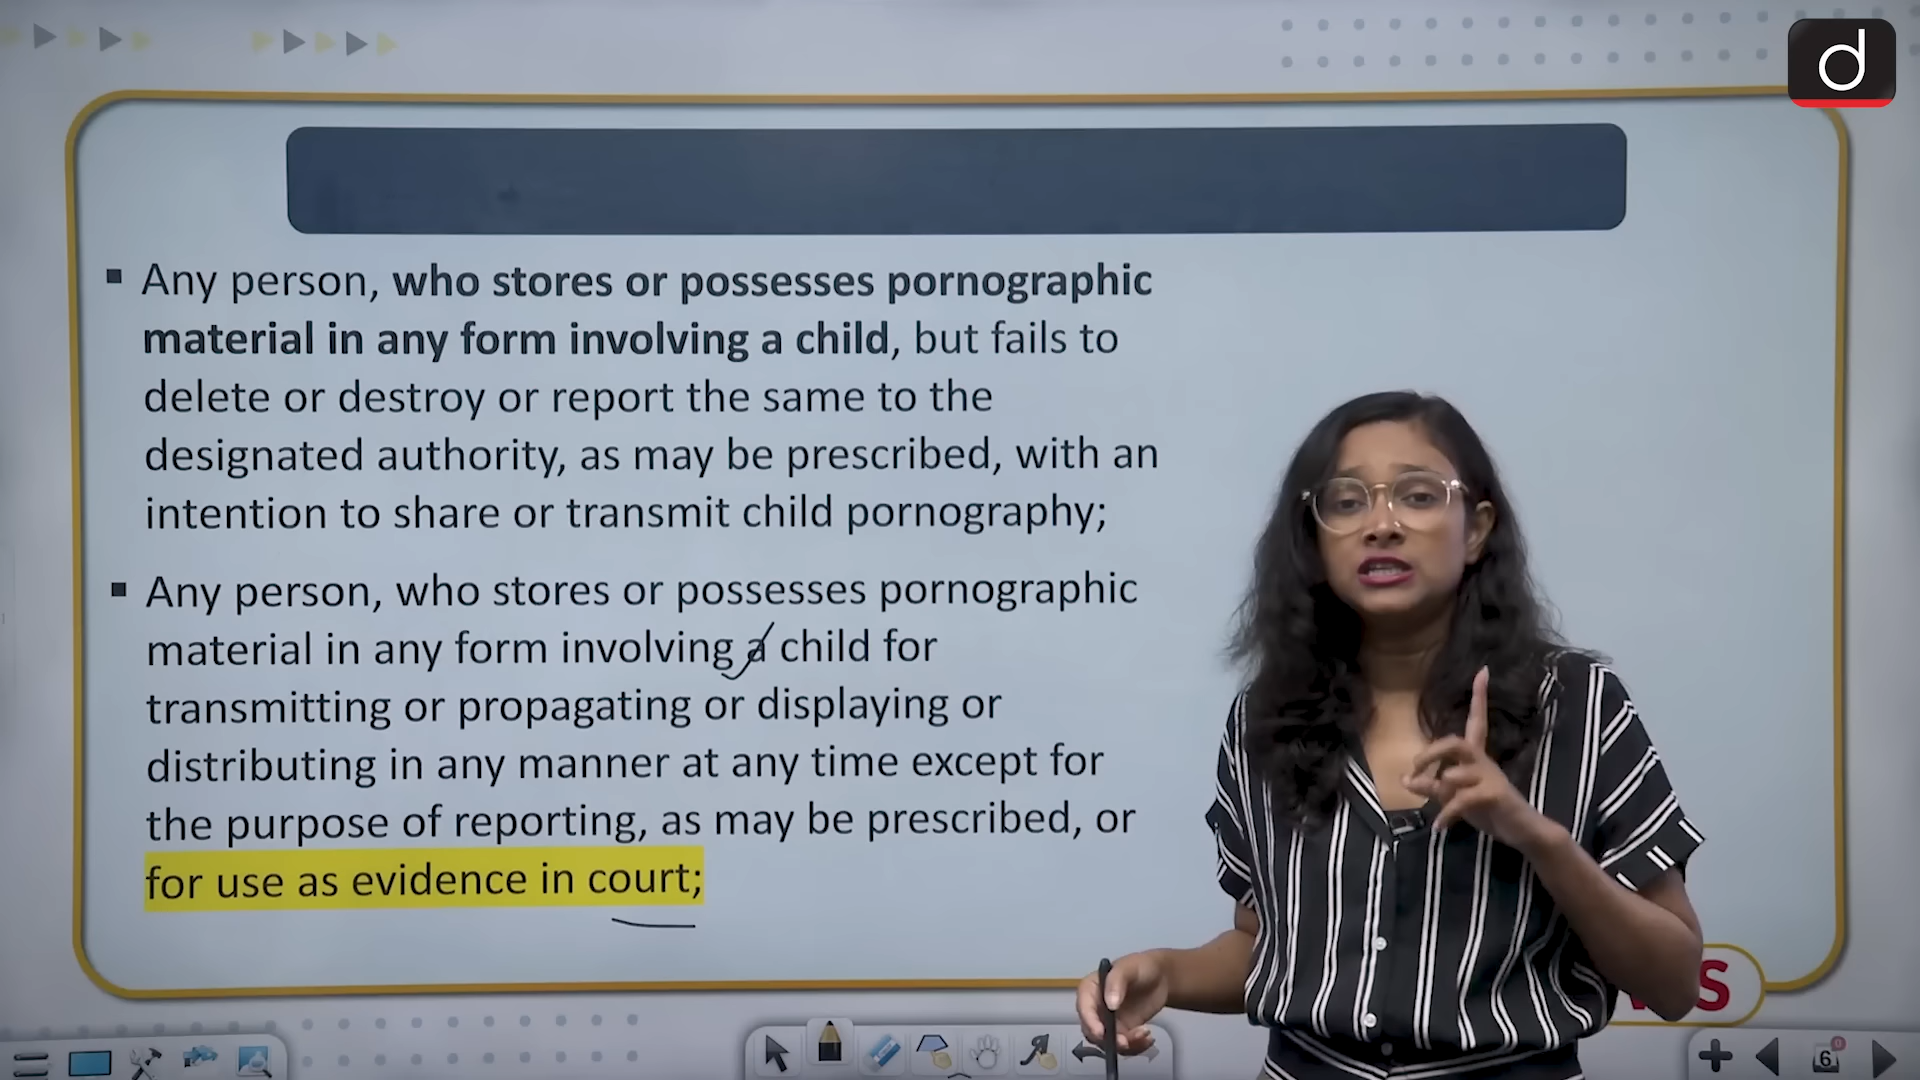 d
Any person, who stores or possesses pornographic
material in any form involving a child, but fails to
delete or destroy or report the same to the
designated authority, as may be prescribed, with an
intention to share or transmit child pornography;
Any person, who stores or possesses pornographic
material in any form involving a child for
transmitting or propagating or displaying or
distributing in any manner at any time except for
the purpose of reporting, as may be prescribed, or
for use as evidence in court;
S
6
0